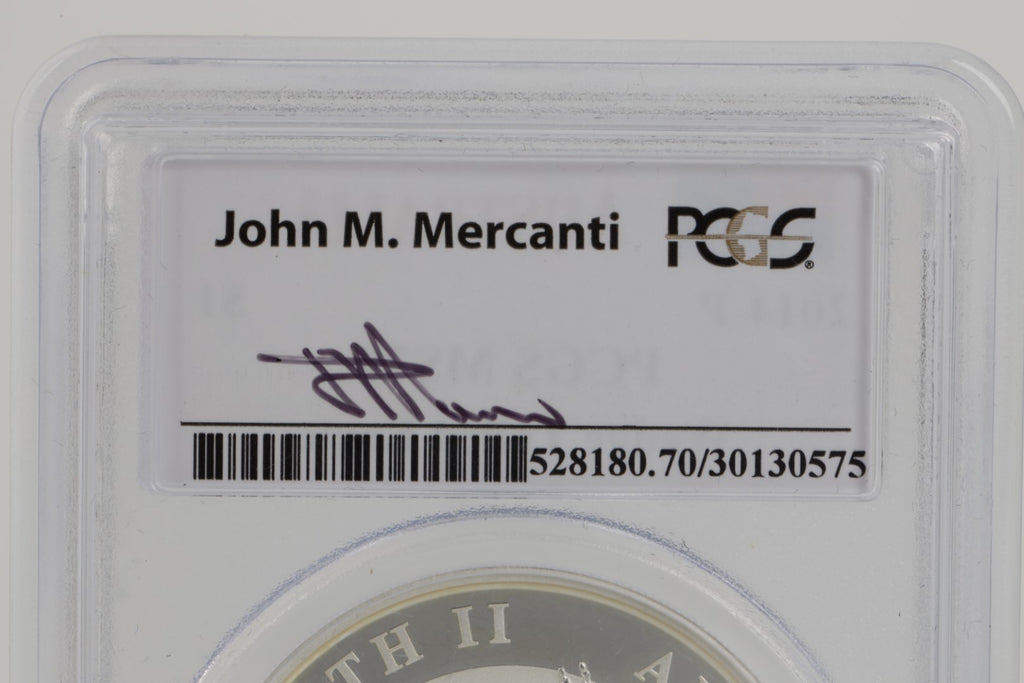 John M. Mercanti PCGS®
528180.70/30130575
TH II A